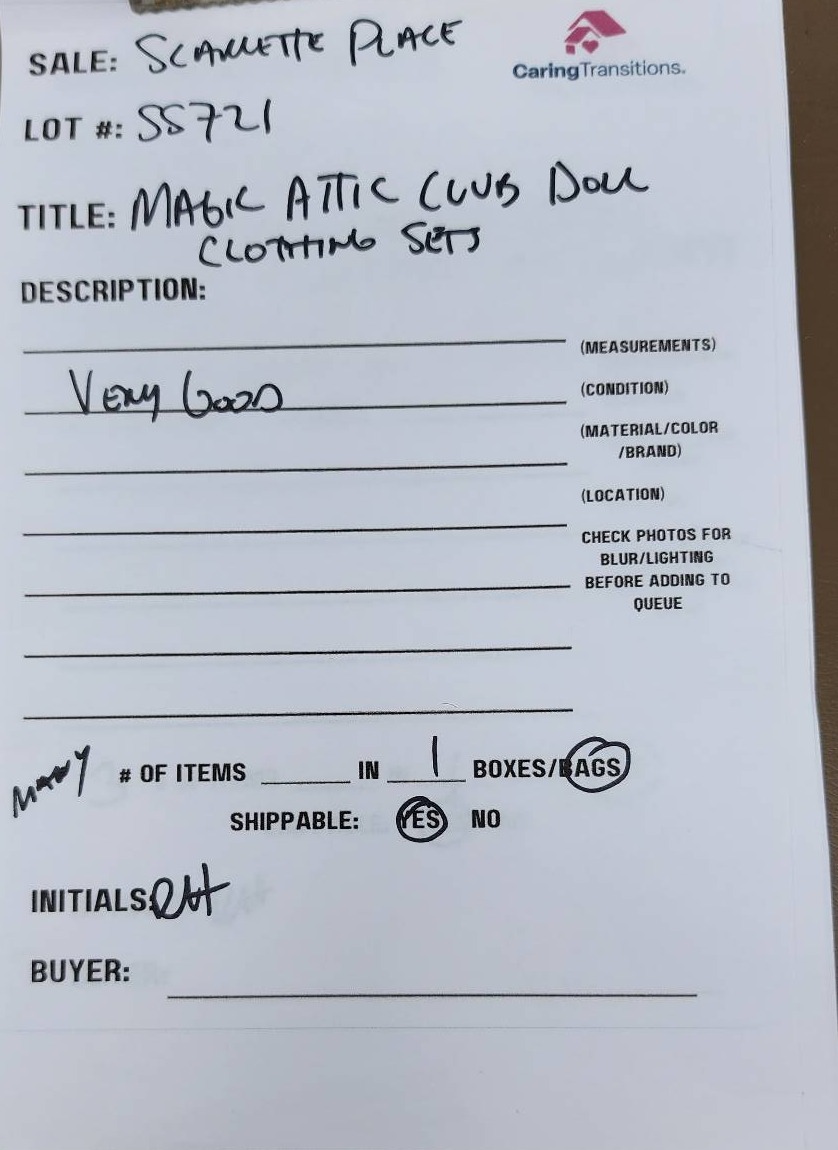 SALE: SCARLETTE PLACE
CaringTransitions.
LOT #: SS721
TITLE: MAGIC ATTIC CLUB DOLL
CLOTHING SETS
DESCRIPTION:
(MEASUREMENTS)
VERY GOOD (CONDITION)
(MATERIAL/COLOR
/BRAND)
(LOCATION)
CHECK PHOTOS FOR
BLUR/LIGHTING
BEFORE ADDING TO
QUEUE
MANY # OF ITEMS IN 1 BOXES/BAGS
SHIPPABLE: YES NO
INITIALS: RH
BUYER: